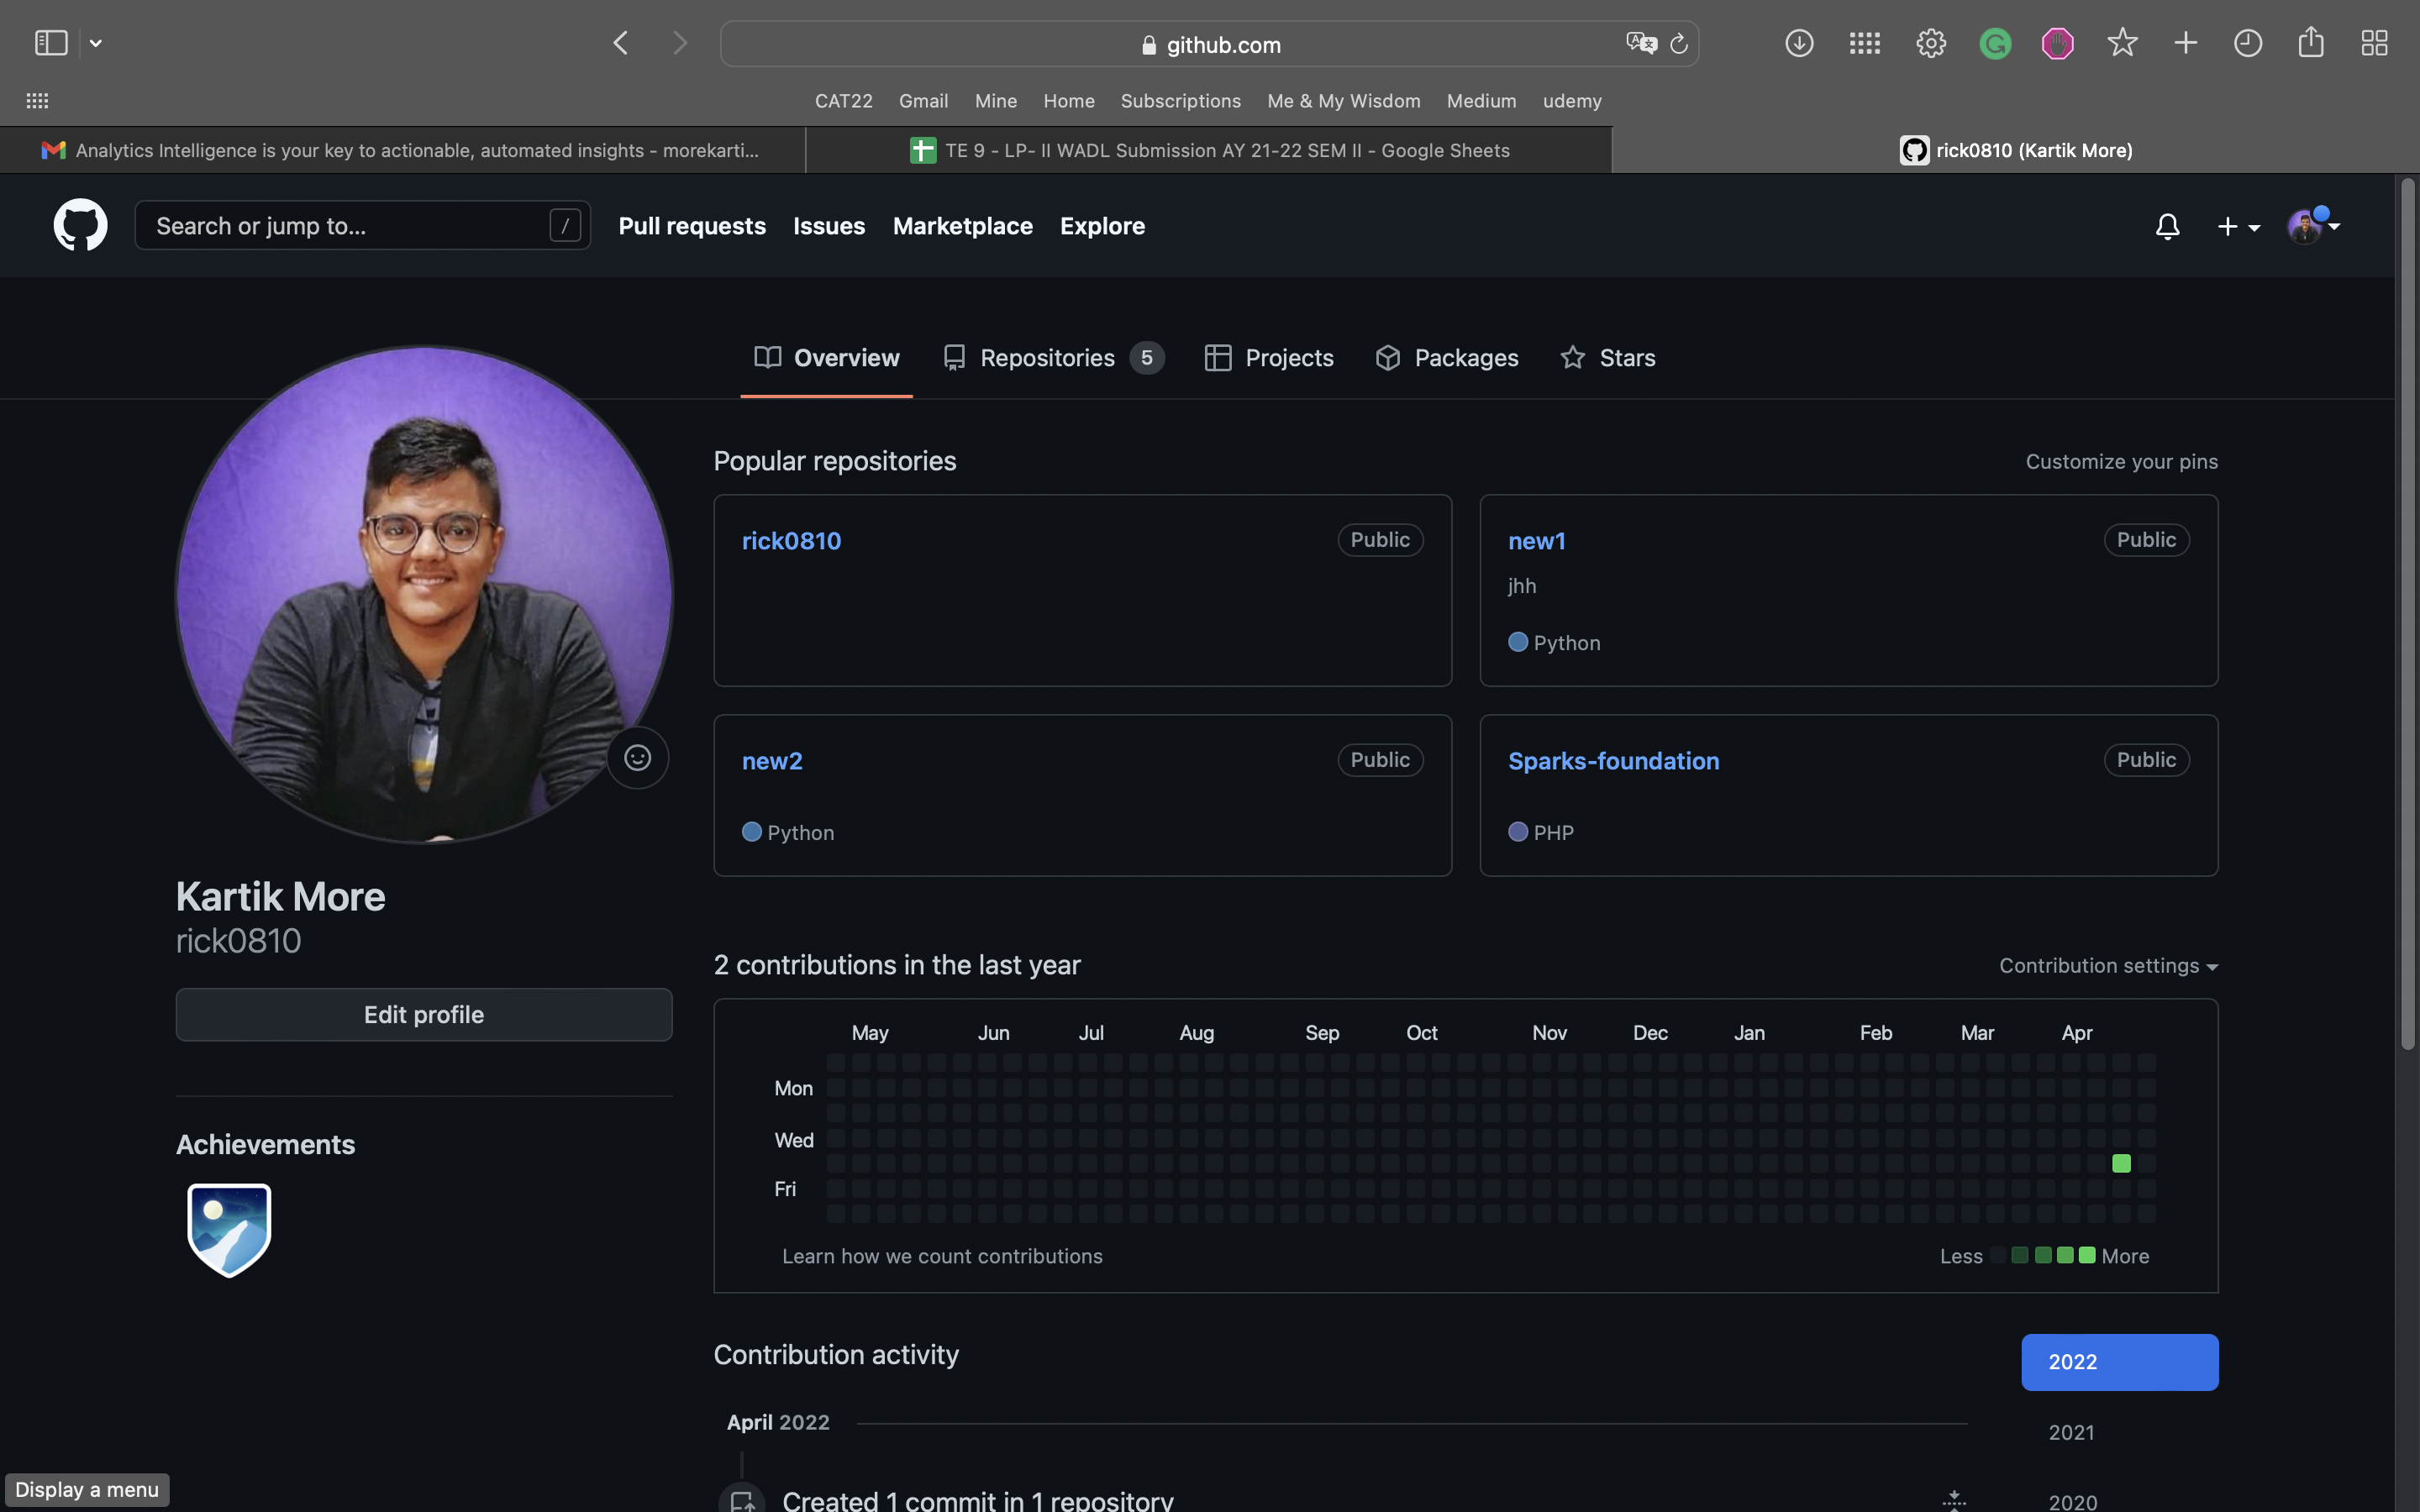 github.com
CAT22 Gmail Mine Home Subscriptions Me & My Wisdom Medium udemy
Analytics Intelligence is your key to actionable, automated insights - morekarti...
TE 9 - LP- II WADL Submission AY 21-22 SEM II - Google Sheets
rick0810 (Kartik More)
Search or jump to... /
Pull requests Issues Marketplace Explore
Overview Repositories 5 Projects Packages Stars
Popular repositories
Customize your pins
rick0810 Public
new1 Public
jhh
Python
new2 Public
Python
Sparks-foundation Public
PHP
Kartik More
rick0810
Edit profile
Achievements
2 contributions in the last year
Contribution settings
May Jun Jul Aug Sep Oct Nov Dec Jan Feb Mar Apr
Mon
Wed
Fri
Learn how we count contributions
Less More
Contribution activity
2022
2021
2020
April 2022
Created 1 commit in 1 repository
Display a menu